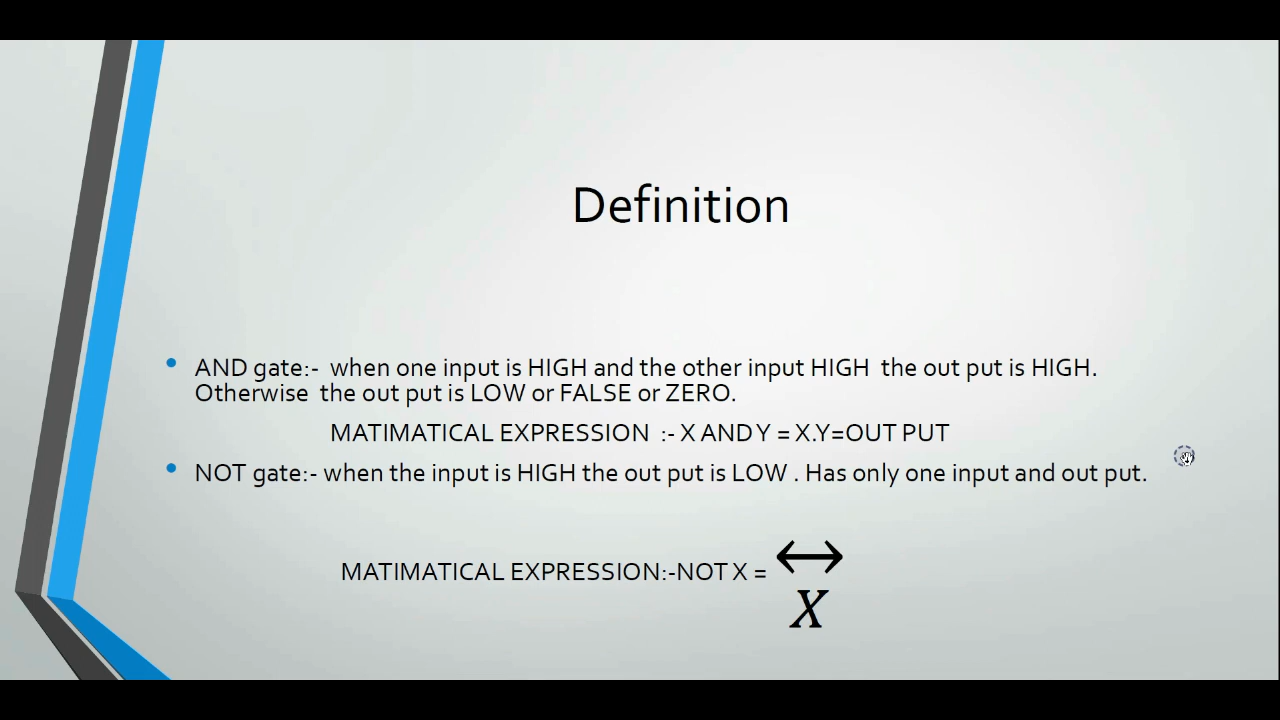 Definition
• AND gate:- when one input is HIGH and the other input HIGH the out put is HIGH.
Otherwise the out put is LOW or FALSE or ZERO.
MATIMATICAL EXPRESSION :- X AND Y = X.Y=OUT PUT
• NOT gate:- when the input is HIGH the out put is LOW . Has only one input and out put.
MATIMATICAL EXPRESSION:-NOT X = ↔
X